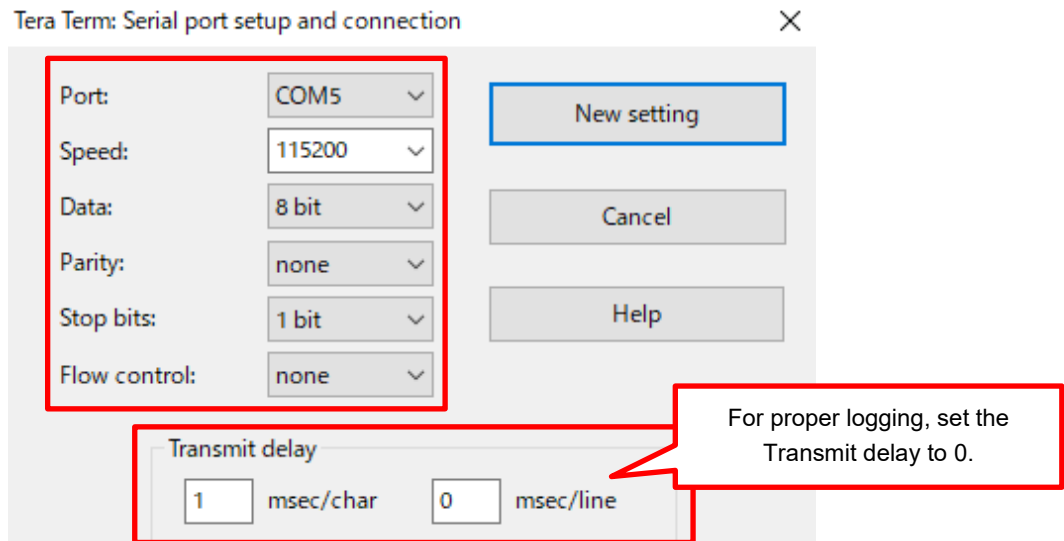 Tera Term: Serial port setup and connection
Port: COM5
New setting
Speed: 115200
Data: 8 bit
Cancel
Parity: none
Stop bits: 1 bit
Help
Flow control: none
For proper logging, set the
Transmit delay to 0.
Transmit delay
1 msec/char 0 msec/line